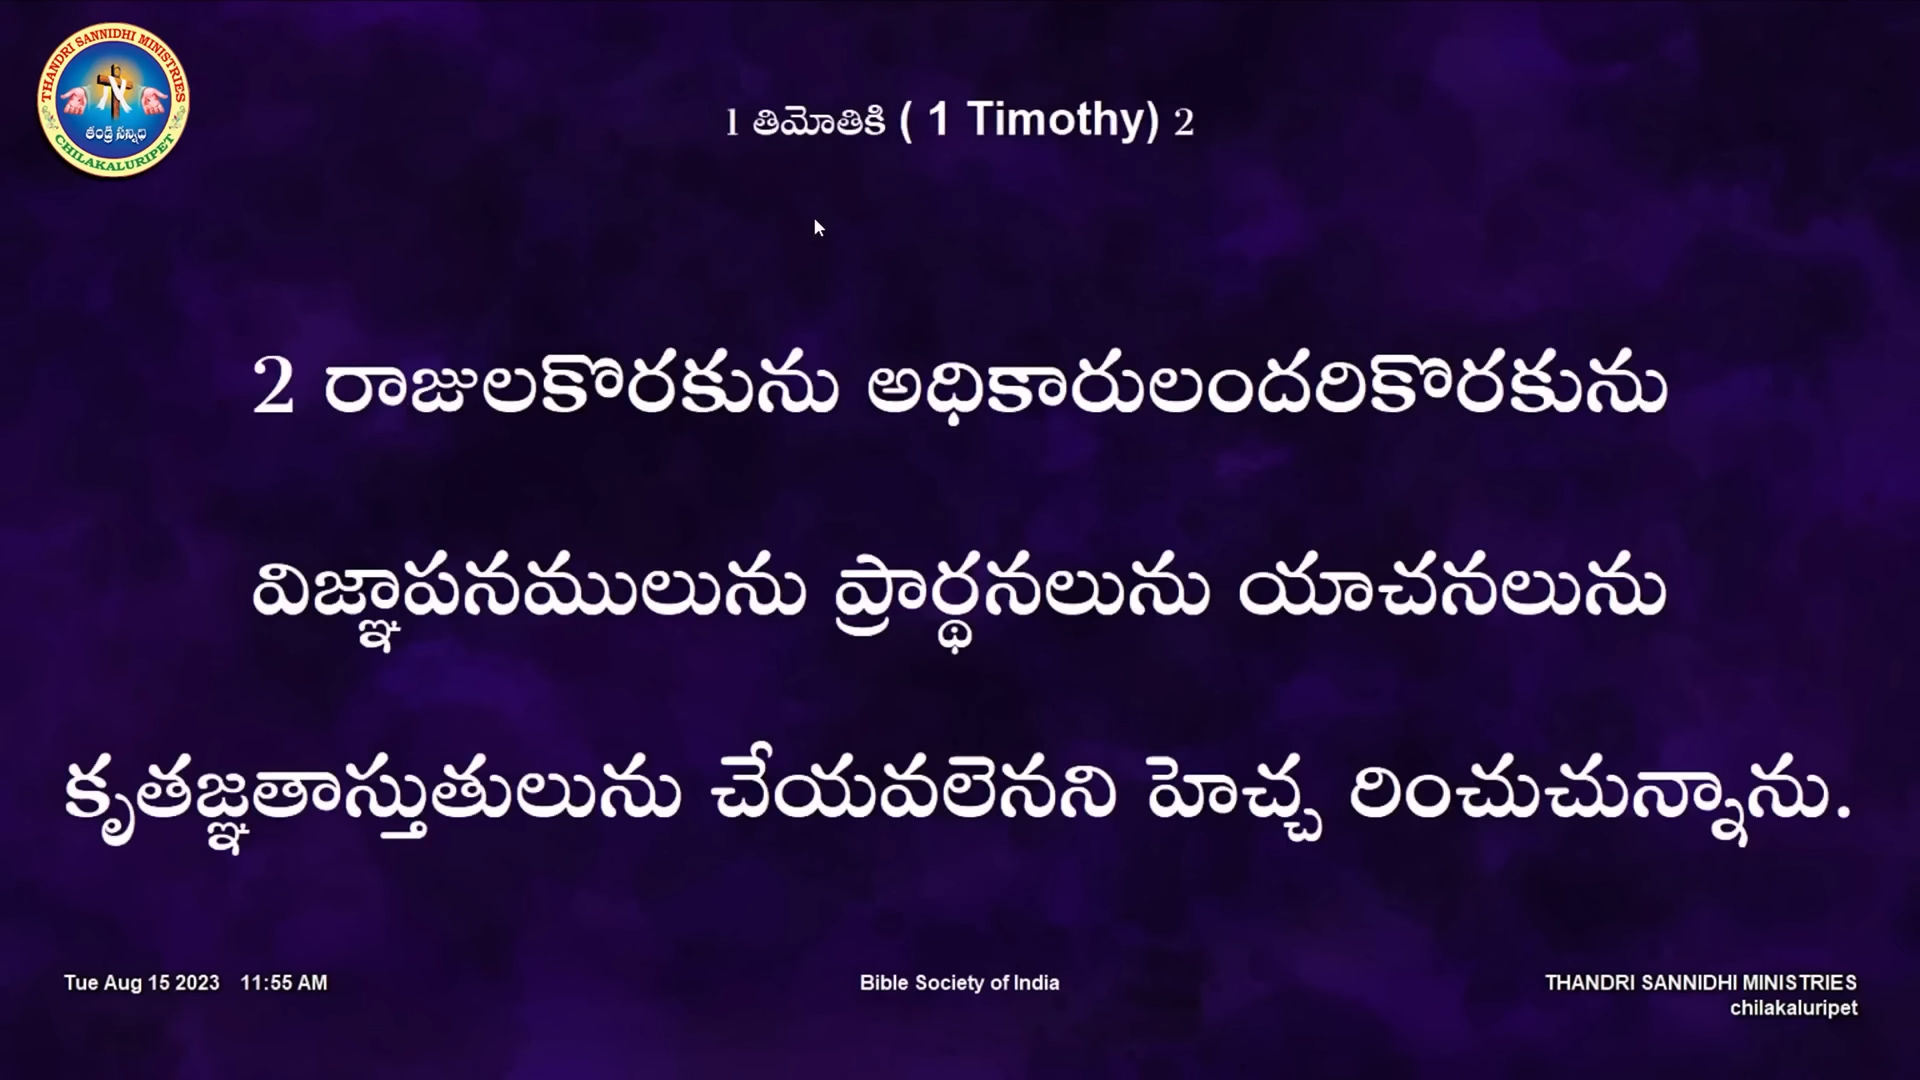 THANDRI SANNIDHI MINISTRIES
తండ్రి సన్నిధి
CHILAKALURIPET
1 తిమోతికి ( 1 Timothy) 2
2 రాజులకొరకును అధికారులందరికొరకును
విజ్ఞాపనములును ప్రార్థనలును యాచనలును
కృతజ్ఞతాస్తుతులును చేయవలెనని హెచ్చ రించుచున్నాను.
Tue Aug 15 2023 11:55 AM
Bible Society of India
THANDRI SANNIDHI MINISTRIES
chilakaluripet